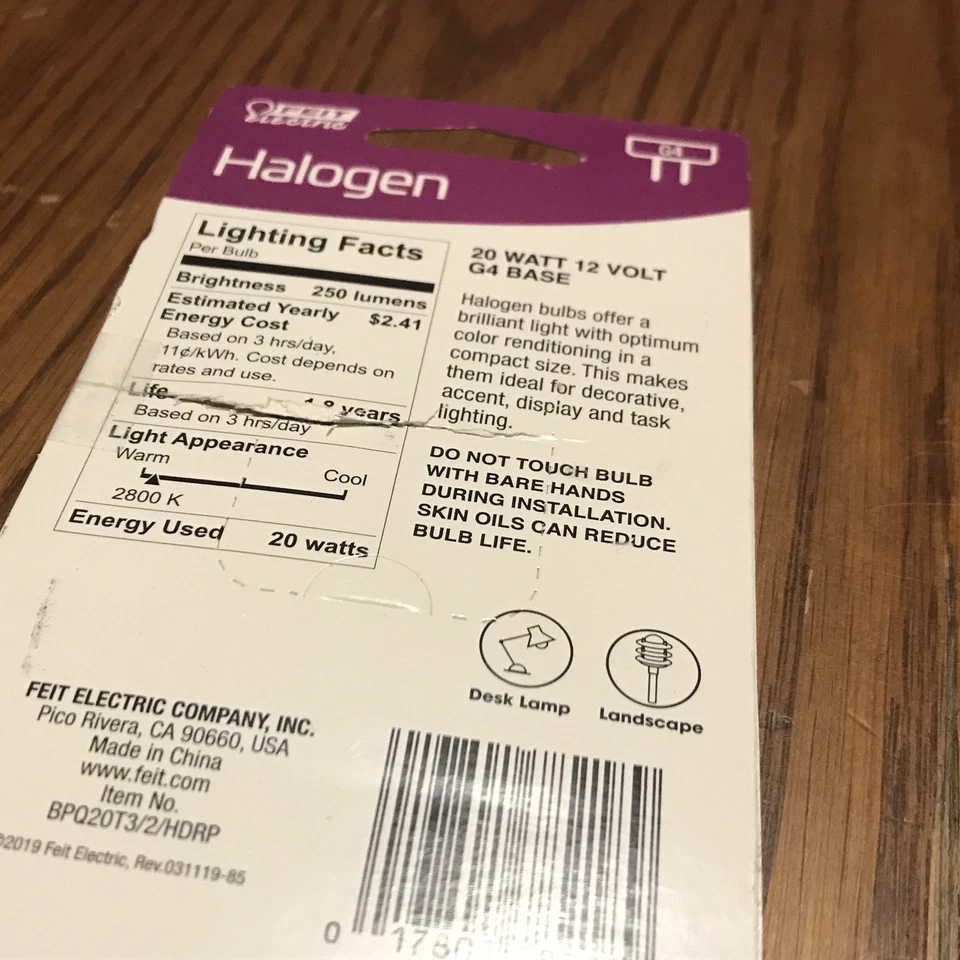 FEIT
electric
Halogen
G4
Lighting Facts
Per Bulb
Brightness 250 lumens
Estimated Yearly
Energy Cost $2.41
Based on 3 hrs/day,
11¢/kWh. Cost depends on
rates and use.
Life years
Based on 3 hrs/day
Light Appearance
Warm Cool
2800 K
Energy Used 20 watts
20 WATT 12 VOLT
G4 BASE
Halogen bulbs offer a
brilliant light with optimum
color renditioning in a
compact size. This makes
them ideal for decorative,
accent, display and task
lighting.
DO NOT TOUCH BULB
WITH BARE HANDS
DURING INSTALLATION.
SKIN OILS CAN REDUCE
BULB LIFE.
Desk Lamp
Landscape
FEIT ELECTRIC COMPANY, INC.
Pico Rivera, CA 90660, USA
Made in China
www.feit.com
Item No.
BPQ20T3/2/HDRP
©2019 Feit Electric, Rev.031119-85
0